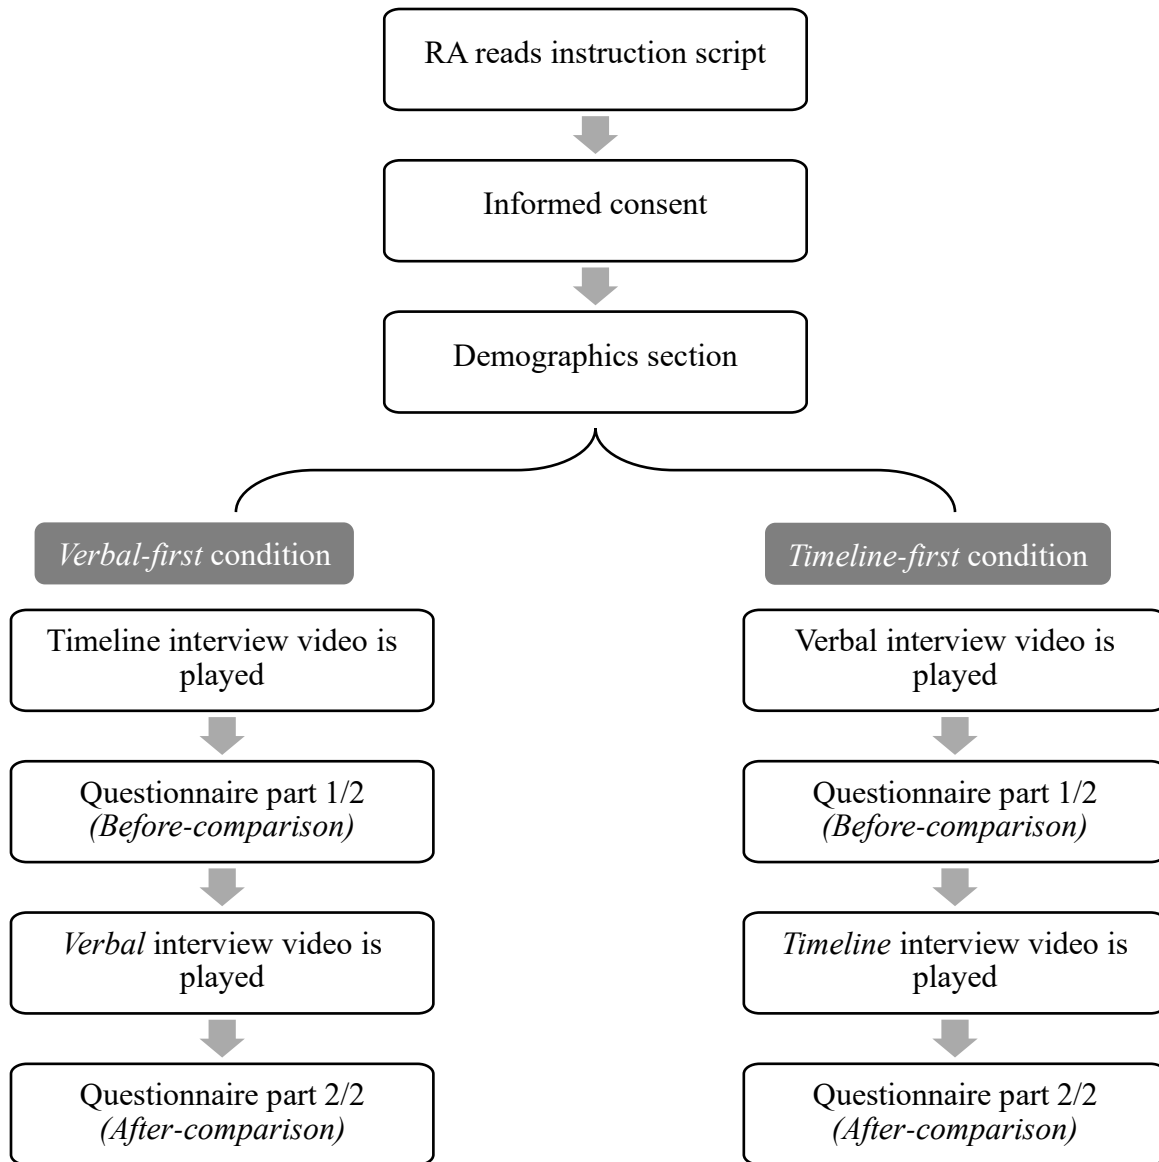 RA reads instruction script
Informed consent
Demographics section
Verbal-first condition
Timeline interview video is
played
Questionnaire part 1/2
(Before-comparison)
Verbal interview video is
played
Questionnaire part 2/2
(After-comparison)
Timeline-first condition
Verbal interview video is
played
Questionnaire part 1/2
(Before-comparison)
Timeline interview video is
played
Questionnaire part 2/2
(After-comparison)